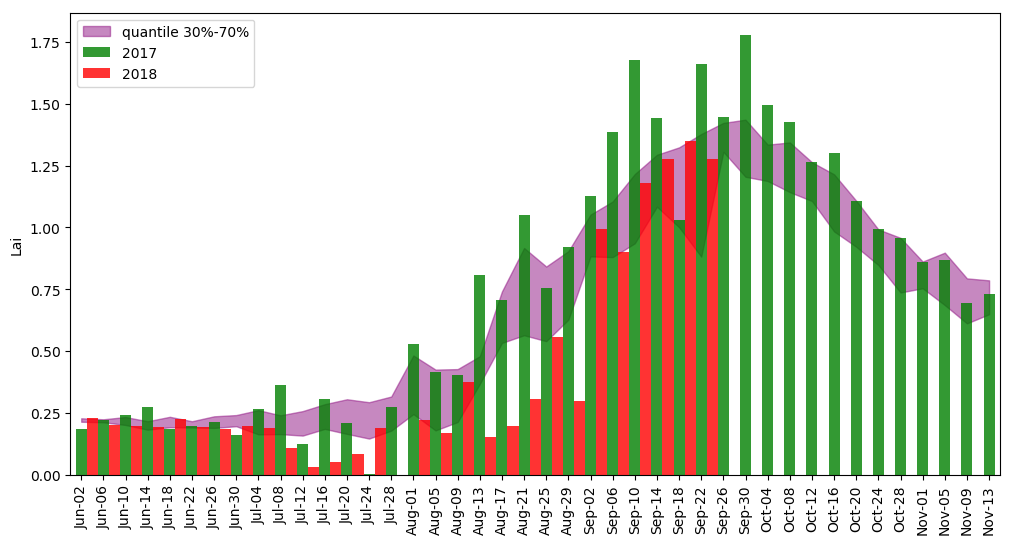 quantile 30%-70%
2017
2018
Lai
1.75
1.50
1.25
1.00
0.75
0.50
0.25
0.00
Jun-02
Jun-06
Jun-10
Jun-14
Jun-18
Jun-22
Jun-26
Jun-30
Jul-04
Jul-08
Jul-12
Jul-16
Jul-20
Jul-24
Jul-28
Aug-01
Aug-05
Aug-09
Aug-13
Aug-17
Aug-21
Aug-25
Aug-29
Sep-02
Sep-06
Sep-10
Sep-14
Sep-18
Sep-22
Sep-26
Sep-30
Oct-04
Oct-08
Oct-12
Oct-16
Oct-20
Oct-24
Oct-28
Nov-01
Nov-05
Nov-09
Nov-13